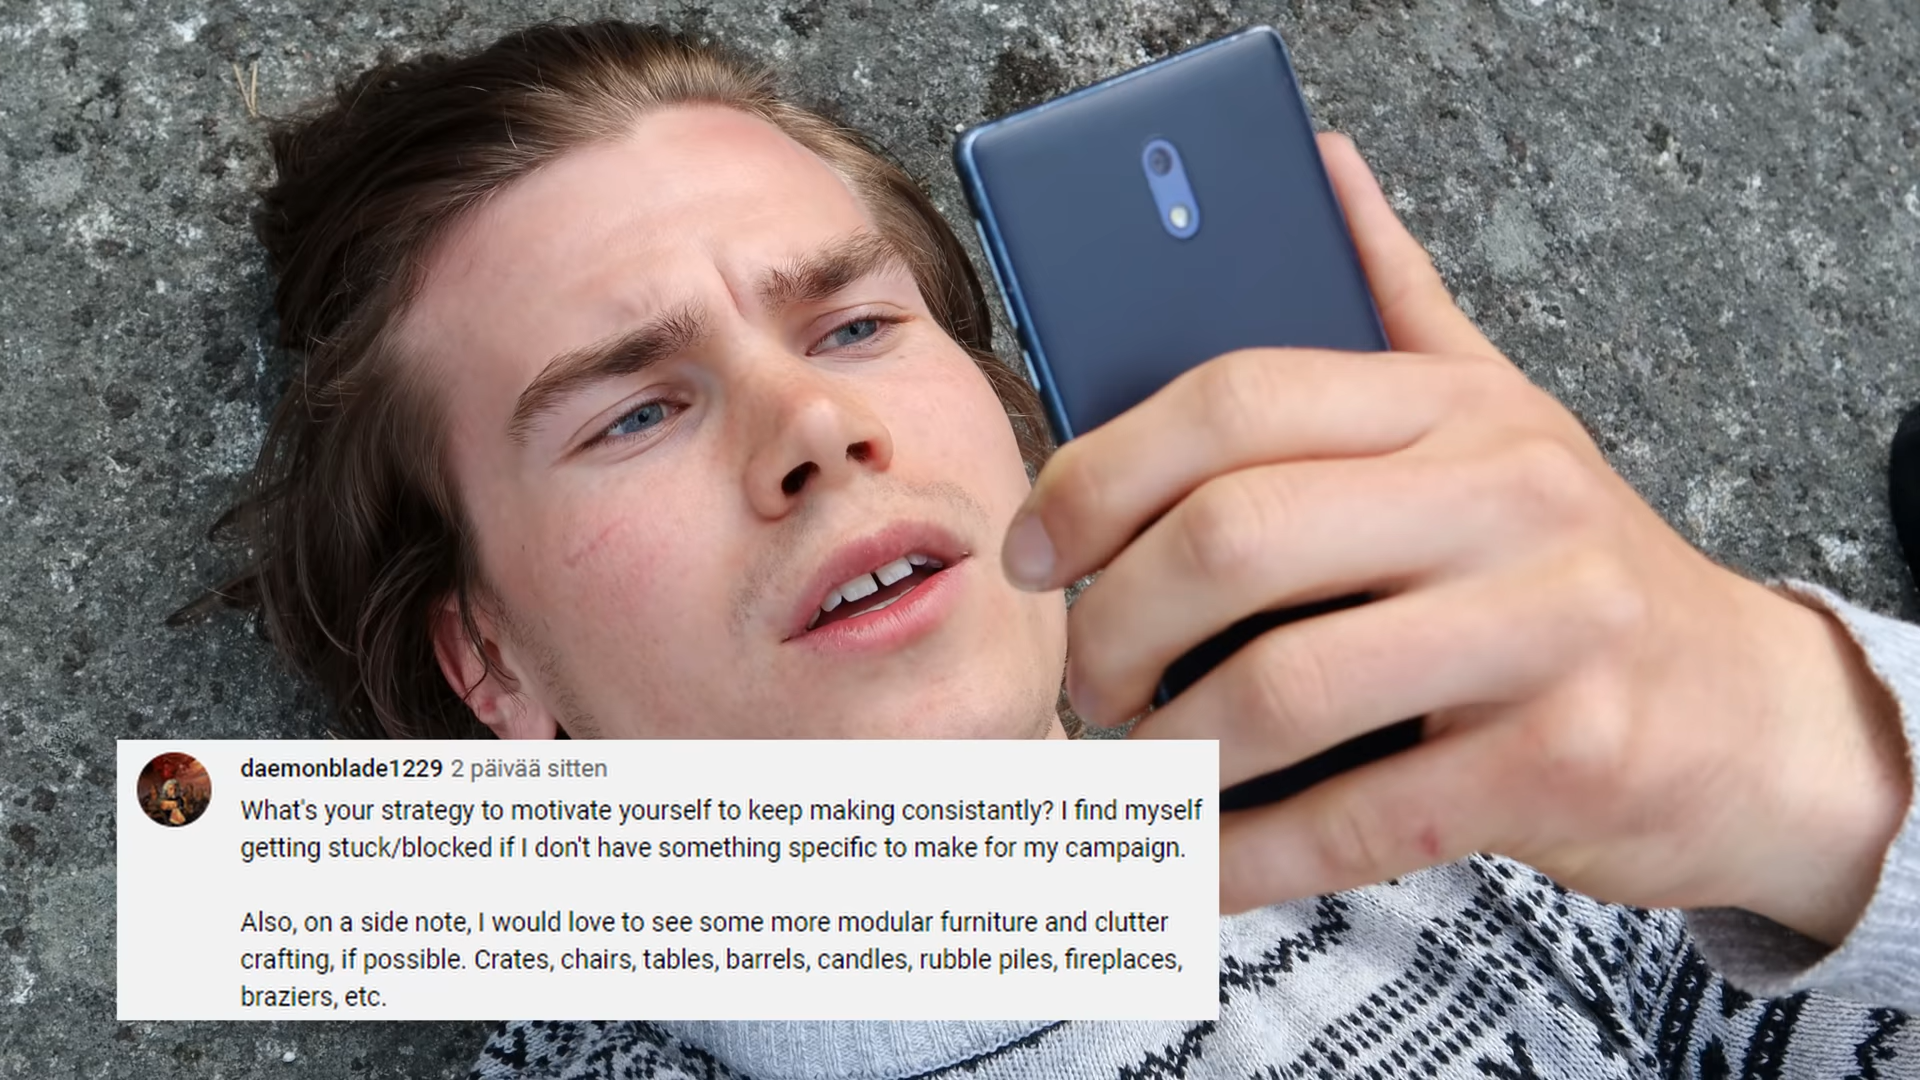 daemonblade1229 2 päivää sitten
What's your strategy to motivate yourself to keep making consistantly? I find myself
getting stuck/blocked if I don't have something specific to make for my campaign.
Also, on a side note, I would love to see some more modular furniture and clutter
crafting, if possible. Crates, chairs, tables, barrels, candles, rubble piles, fireplaces,
braziers, etc.